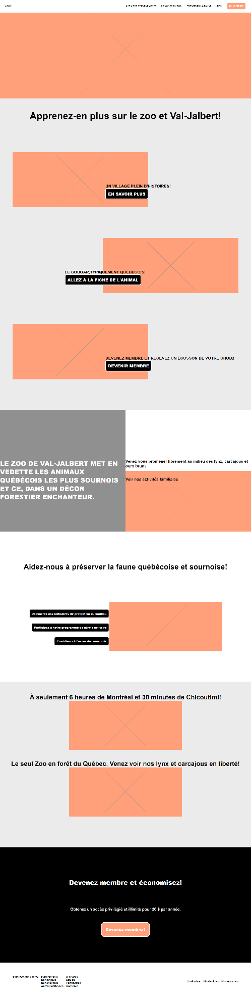 LOGO
ACTIVITÉS ET ÉVÉNEMENTS LE MONDE DU ZOO PRÉSERVER LA FAUNE INFO BILLETTERIE
Apprenez-en plus sur le zoo et Val-Jalbert!
UN VILLAGE PLEIN D'HISTOIRES!
EN SAVOIR PLUS
LE COUGAR,TYPIQUEMENT QUÉBÉCOIS!
ALLEZ À LA FICHE DE L'ANIMAL
DEVENEZ MEMBRE ET RECEVEZ UN ÉCUSSON DE VOTRE CHOIX!
DEVENIR MEMBRE
LE ZOO DE VAL-JALBERT MET EN
VEDETTE LES ANIMAUX
QUÉBÉCOIS LES PLUS SOURNOIS
ET CE, DANS UN DÉCOR
FORESTIER ENCHANTEUR.
Venez vous promener librement au milieu des lynx, carcajous et
ours bruns.
Voir nos activités familiales
Aidez-nous à préserver la faune québécoise et sournoise!
Découvrez nos initiatives de protection du caribou
Participez à notre programme de survie solitaire
Contribuez à l'essor de l'ours noir
À seulement 6 heures de Montréal et 30 minutes de Chicoutimi!
Le seul Zoo en forêt du Québec. Venez voir nos lynx et carcajous en liberté!
Devenez membre et économisez!
Obtenez un accès privilégié et illimité pour 20 $ par année.
Devenez membre !
Services aux écoles
Faire un don
Don unique
Don mensuel
Autres méthodes
À propos
Équipe
Partenaires
Carrières
twitter logo facebook logo instagram logo